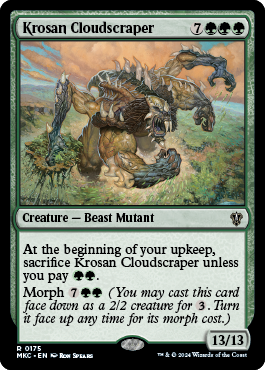 Krosan Cloudscraper 7
Creature — Beast Mutant
At the beginning of your upkeep,
sacrifice Krosan Cloudscraper unless
you pay .
Morph 7 (You may cast this card
face down as a 2/2 creature for 3. Turn
it face up any time for its morph cost.)
13/13
R 0175
MKC • EN Ron Spears
™ & © 2024 Wizards of the Coast